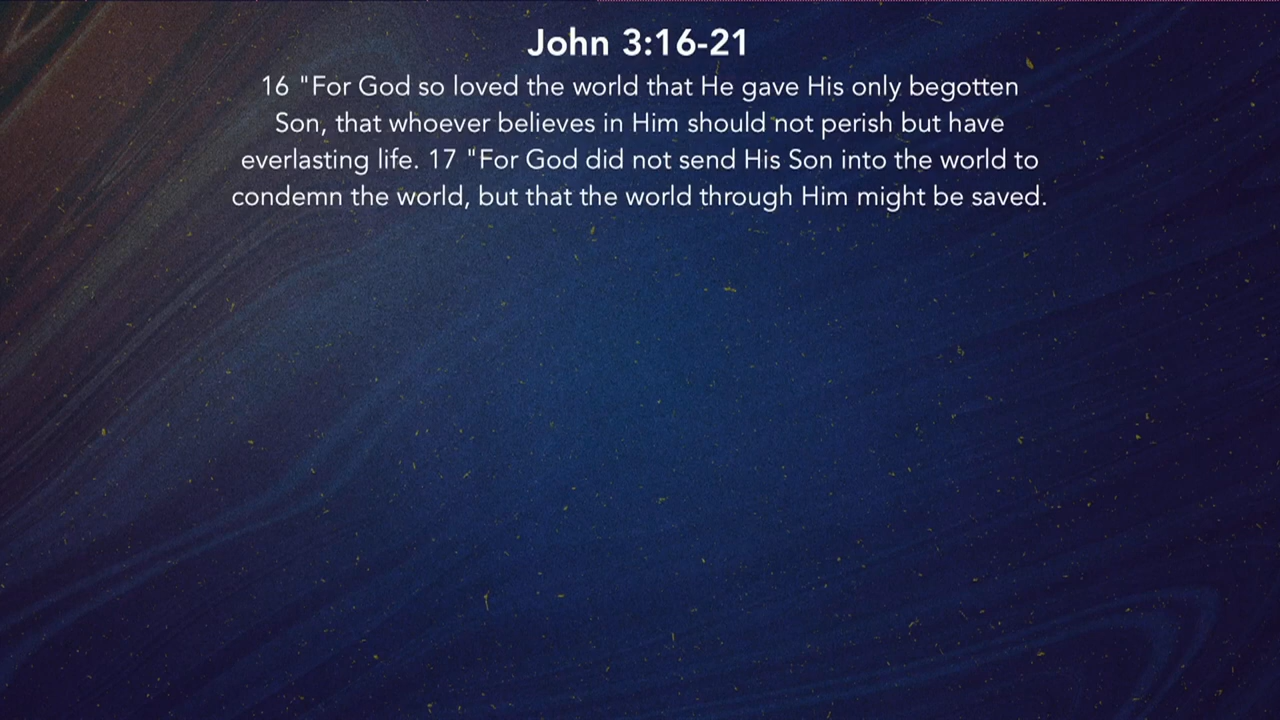 John 3:16-21
16 "For God so loved the world that He gave His only begotten
Son, that whoever believes in Him should not perish but have
everlasting life. 17 "For God did not send His Son into the world to
condemn the world, but that the world through Him might be saved.